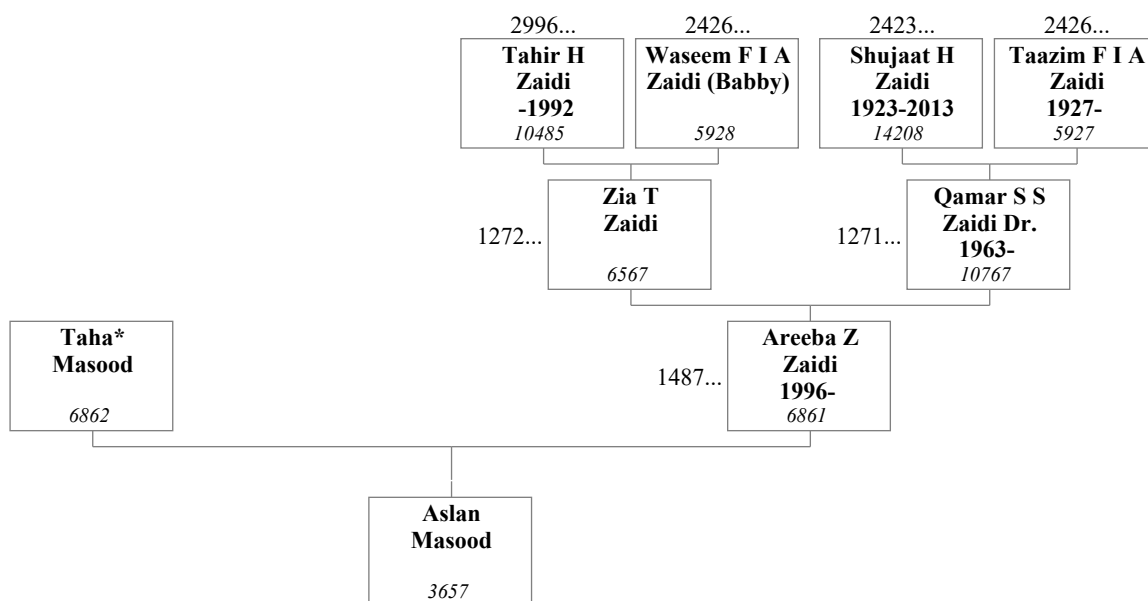 2996...
2426...
2423...
2426...
Tahir H
Zaidi
-1992
10485
Waseem F I A
Zaidi (Babby)
5928
Shujaat H
Zaidi
1923-2013
14208
Taazim F I A
Zaidi
1927-
5927
1272...
Zia T
Zaidi
6567
1271...
Qamar S S
Zaidi Dr.
1963-
10767
Taha*
Masood
6862
1487...
Areeba Z
Zaidi
1996-
6861
Aslan
Masood
3657